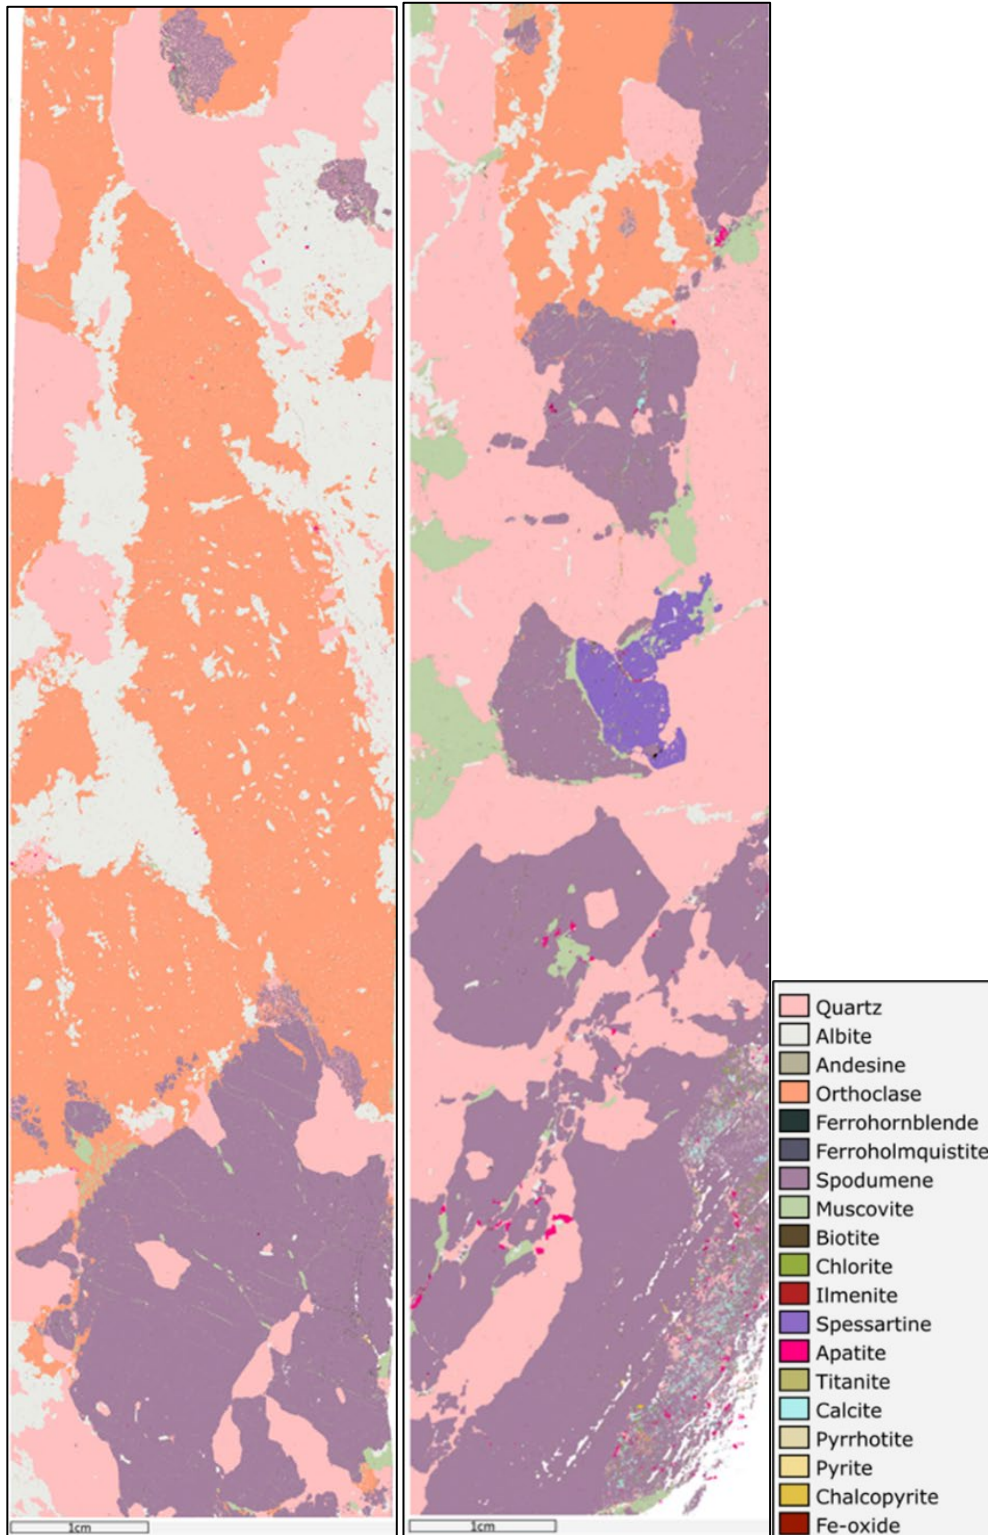 Quartz
Albite
Andesine
Orthoclase
Ferrohornblende
Ferroholmquistite
Spodumene
Muscovite
Biotite
Chlorite
Ilmenite
Spessartine
Apatite
Titanite
Calcite
Pyrrhotite
Pyrite
Chalcopyrite
Fe-oxide
1cm
1cm